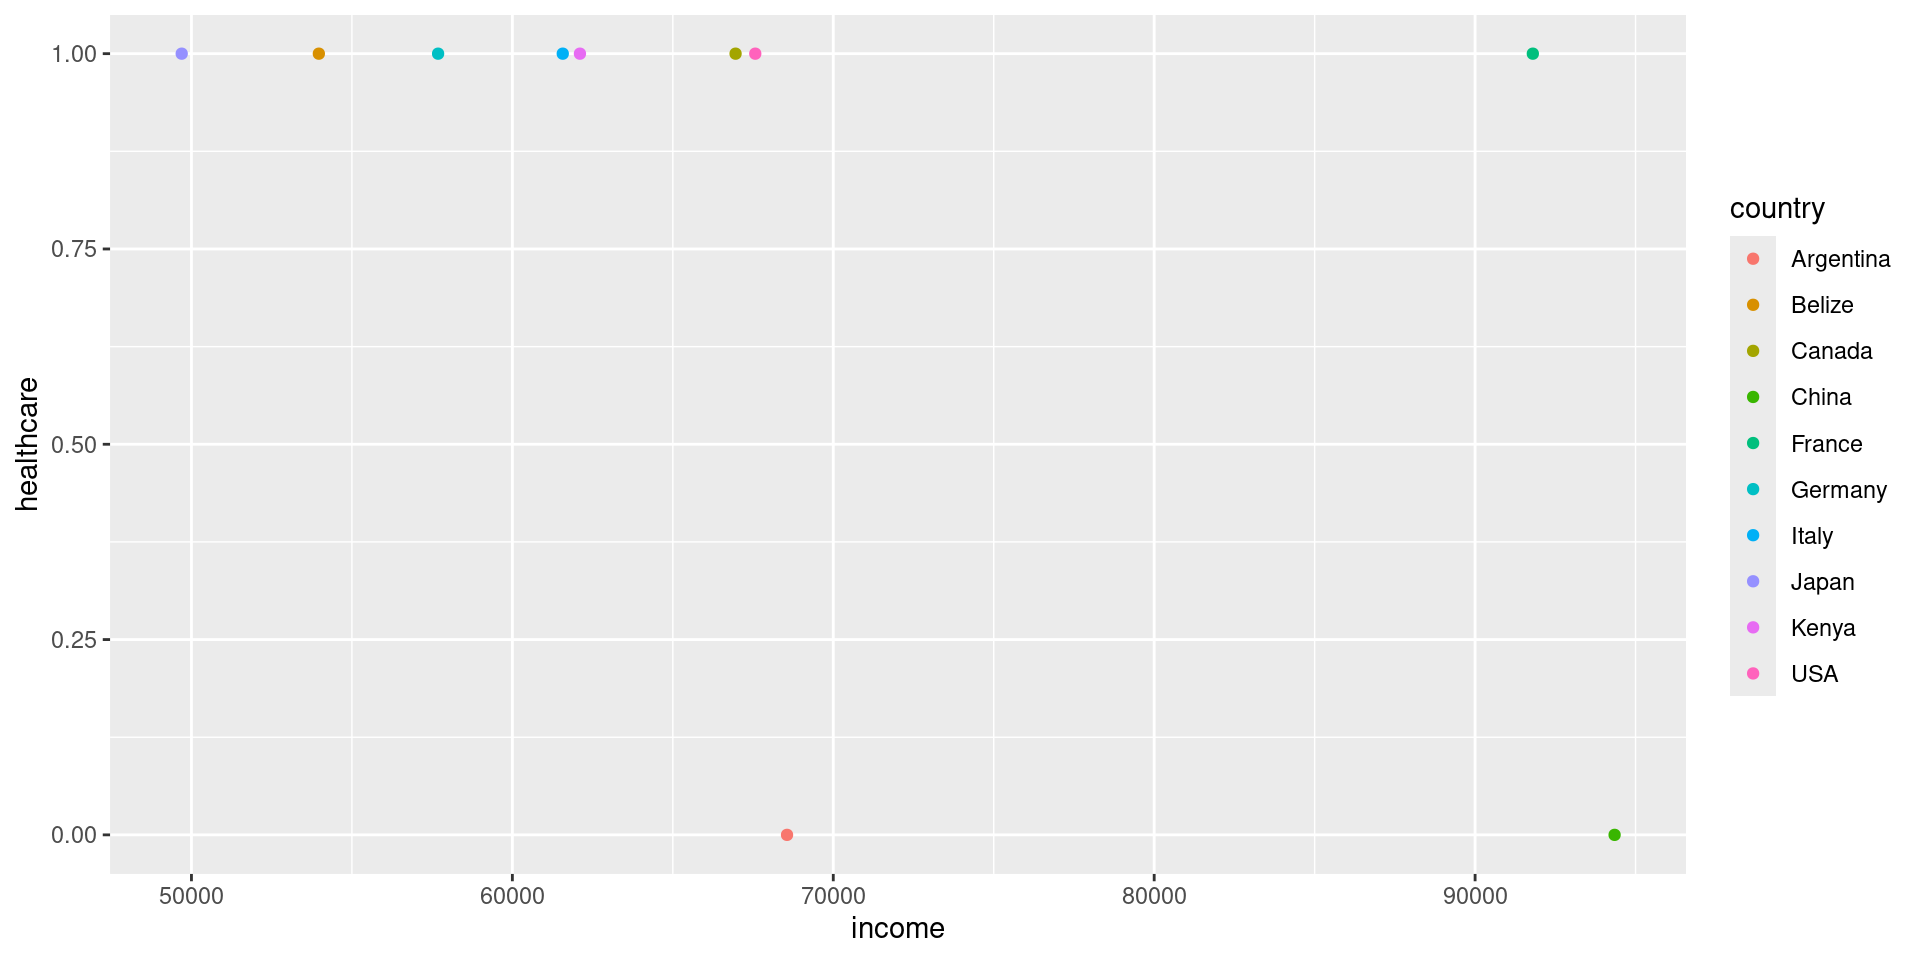 1.00
0.75
0.50
0.25
0.00
healthcare
50000 60000 70000 80000 90000
income
country
Argentina
Belize
Canada
China
France
Germany
Italy
Japan
Kenya
USA